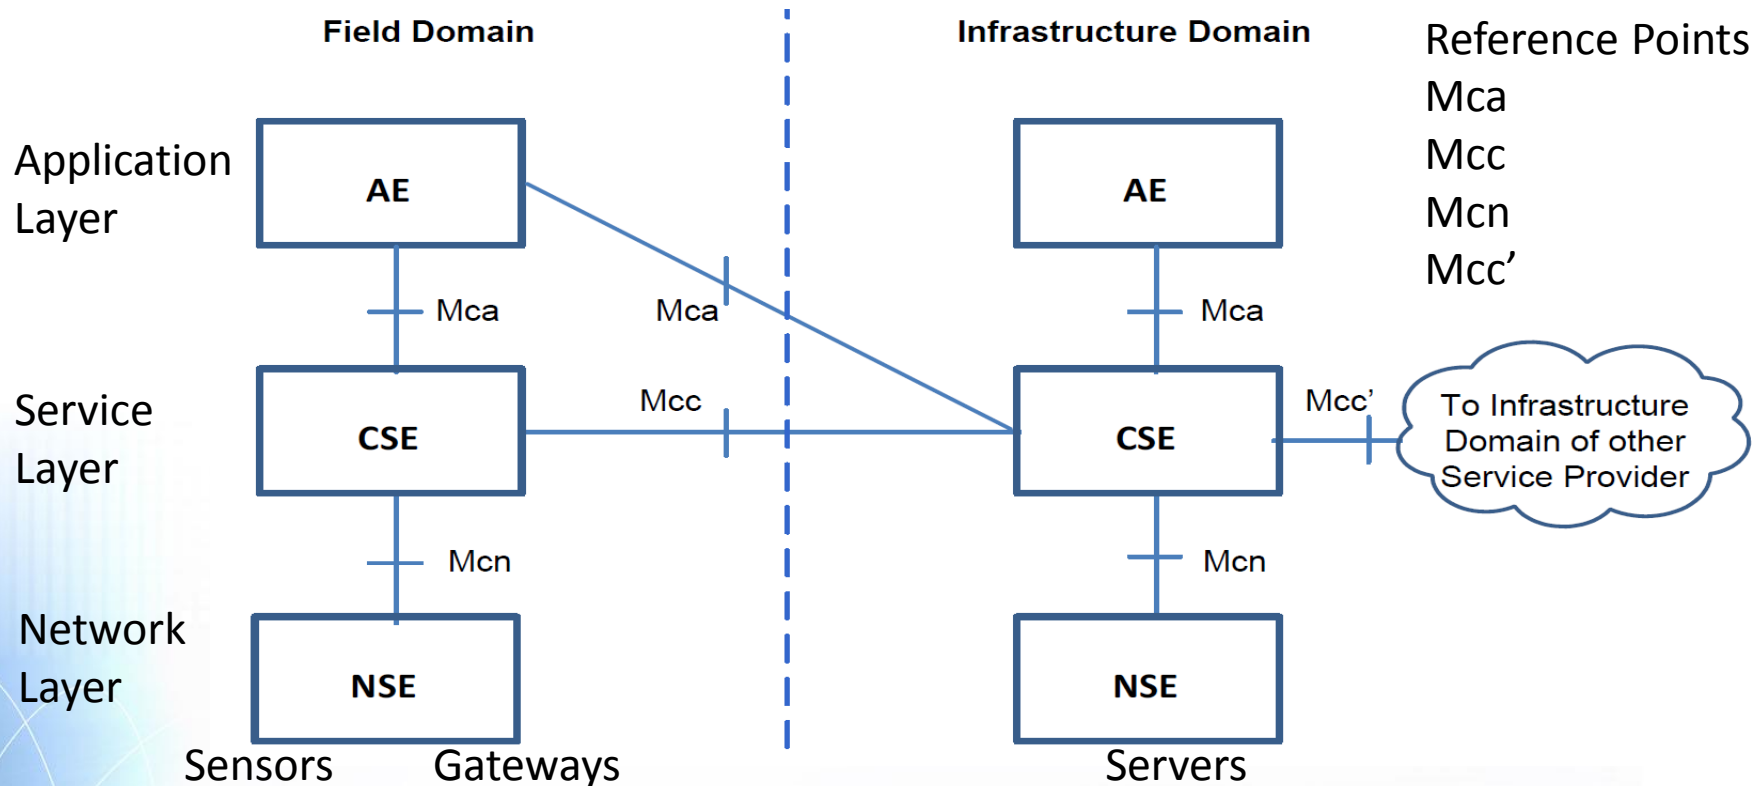 Field Domain
Infrastructure Domain
Reference Points
Mca
Mcc
Mcn
Mcc’
Application
Layer
AE
AE
Mca
Mca
Mca
Service
Layer
CSE
Mcc
CSE
Mcc’
To Infrastructure
Domain of other
Service Provider
Mcn
Mcn
Network
Layer
NSE
NSE
Sensors
Gateways
Servers